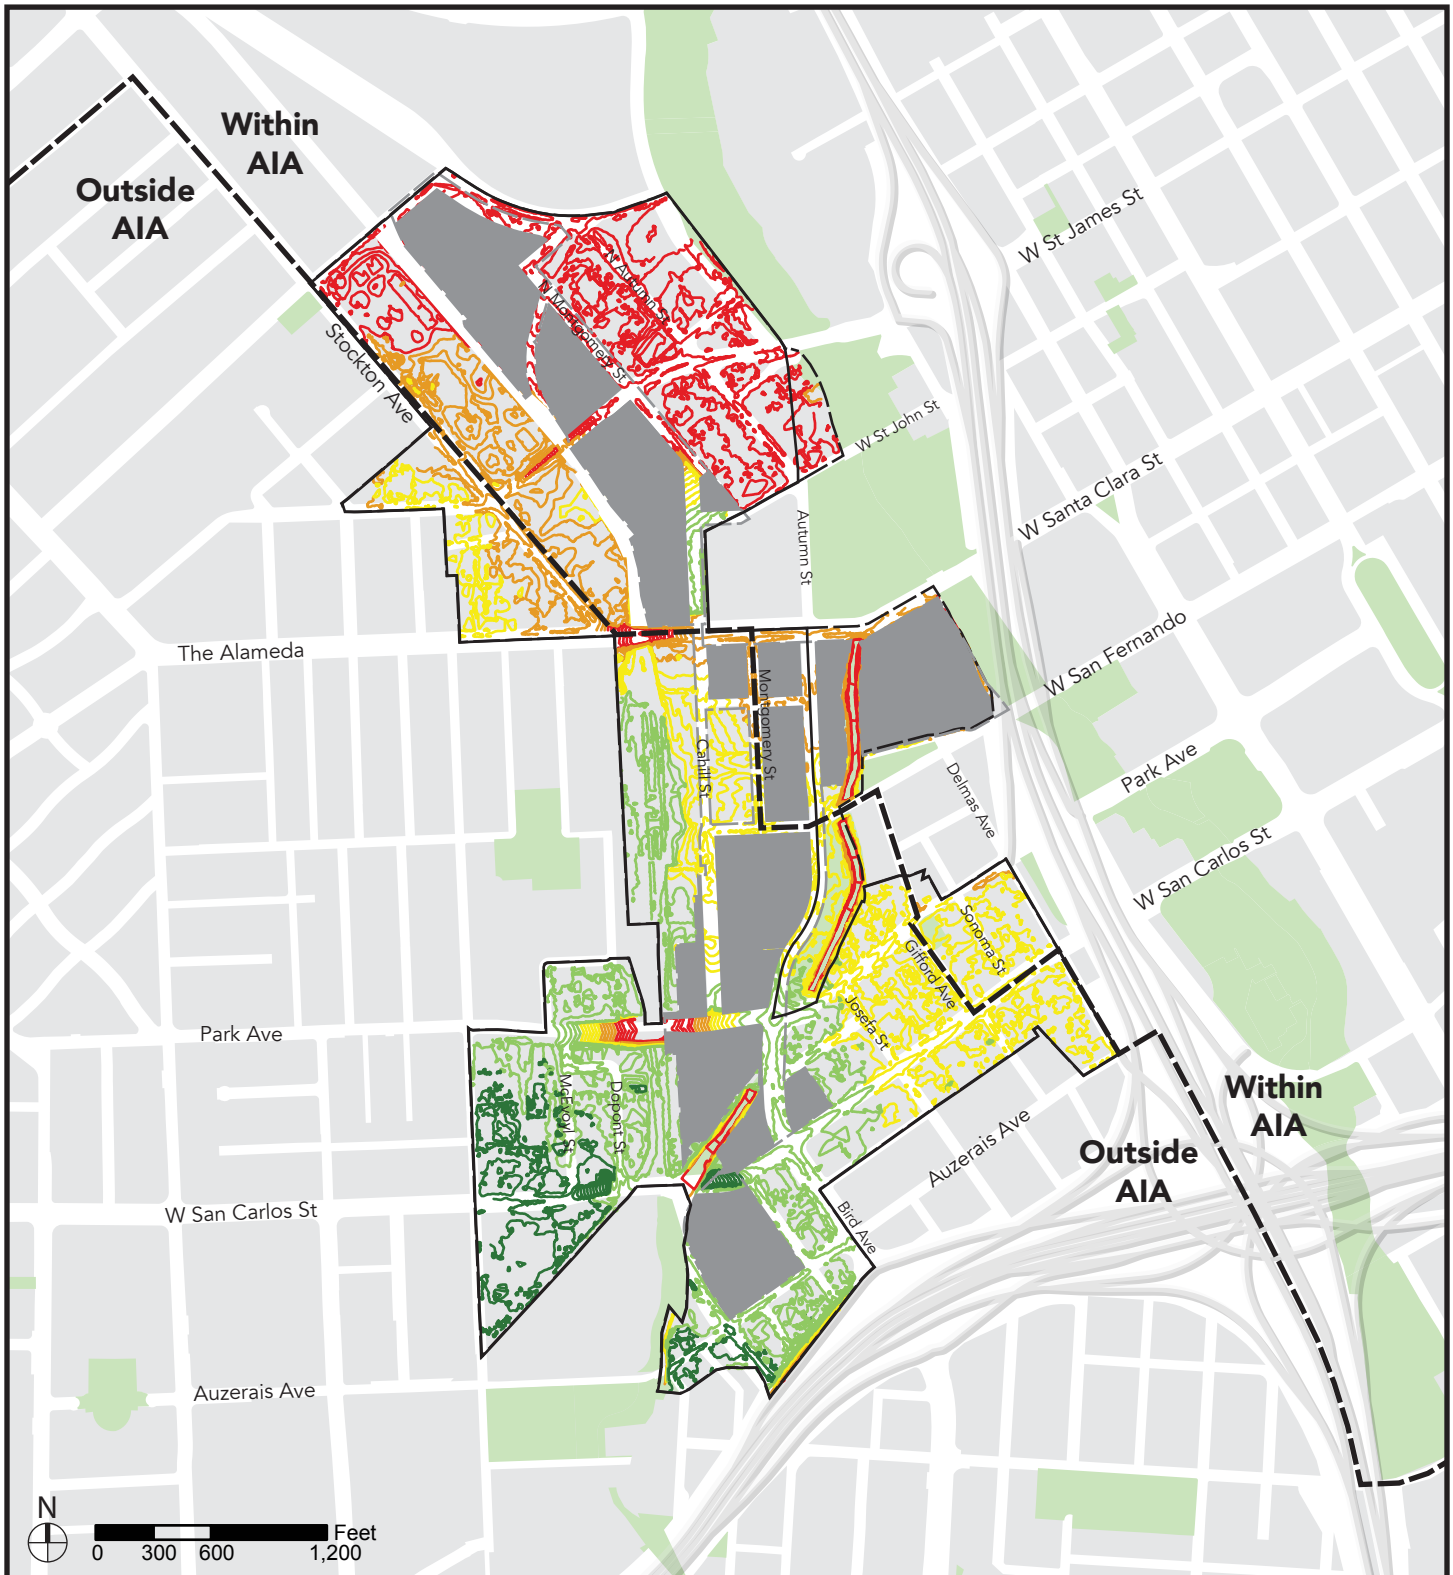 Within
AIA
Outside
AIA
W St James St
N Autumn St
N Montgomery St
Stockton Ave
W St John St
W Santa Clara St
Autumn St
The Alameda
W San Fernando
Montgomery St
Cahill St
Park Ave
Delmas Ave
W San Carlos St
Sonoma St
Gifford Ave
Josefa St
Park Ave
McEvoyl St
Dopont St
Within
AIA
Auzerais Ave
Outside
AIA
W San Carlos St
Bird Ave
Auzerais Ave
N
Feet
0 300 600 1,200